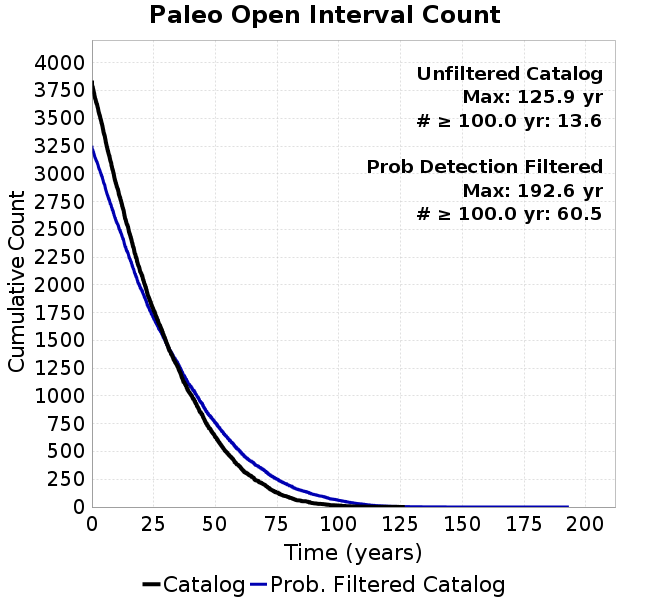 Paleo Open Interval Count
Unfiltered Catalog
Max: 125.9 yr
# ≥ 100.0 yr: 13.6
Prob Detection Filtered
Max: 192.6 yr
# ≥ 100.0 yr: 60.5
Cumulative Count
4000
3750
3500
3250
3000
2750
2500
2250
2000
1750
1500
1250
1000
750
500
250
0
0 25 50 75 100 125 150 175 200
Time (years)
Catalog Prob. Filtered Catalog